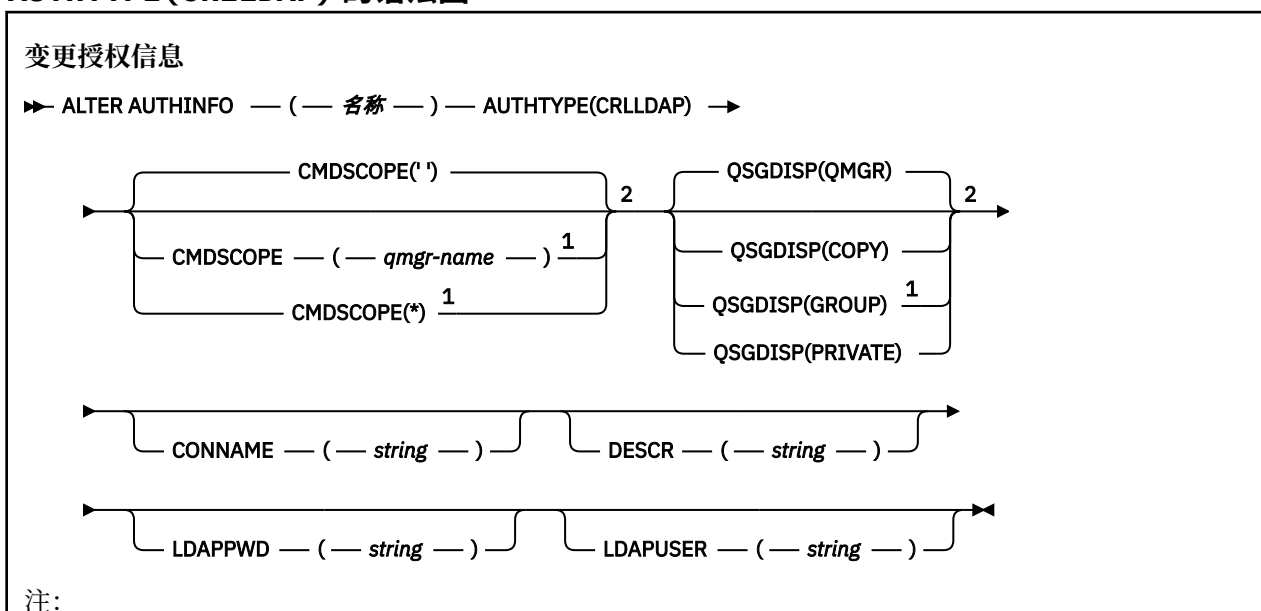 AUTHTYPE(CRLLDAP) 的语法图
变更授权信息
ALTER AUTHINFO ( 名称 ) AUTHTYPE(CRLLDAP)
CMDSCOPE(' ') QSGDISP(QMGR)
2 2
CMDSCOPE ( qmgr-name ) 1 QSGDISP(COPY)
CMDSCOPE(*) 1 QSGDISP(GROUP) 1
QSGDISP(PRIVATE)
CONNAME ( string ) DESCR ( string )
LDAPPWD ( string ) LDAPUSER ( string )
注：